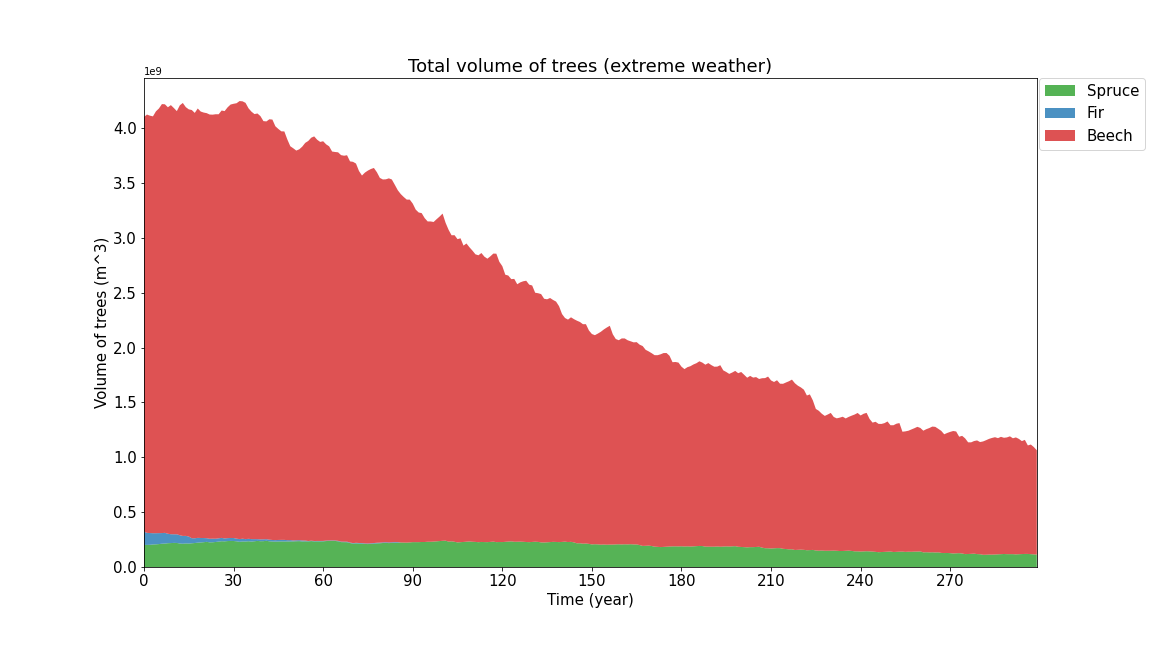 Total volume of trees (extreme weather)
1e9
Spruce
Fir
Beech
4.0
3.5
3.0
2.5
2.0
1.5
1.0
0.5
0.0
Volume of trees (m^3)
0 30 60 90 120 150 180 210 240 270
Time (year)